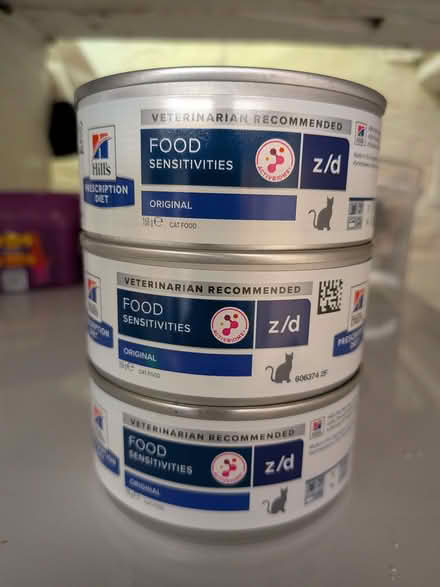 VETERINARIAN RECOMMENDED
Hill's
PRESCRIPTION
DIET
FOOD
SENSITIVITIES
z/d
ORIGINAL
CAT FOOD
VETERINARIAN RECOMMENDED
FOOD
SENSITIVITIES
z/d
ORIGINAL
CAT FOOD
606374
VETERINARIAN RECOMMENDED
FOOD
SENSITIVITIES
z/d
ORIGINAL